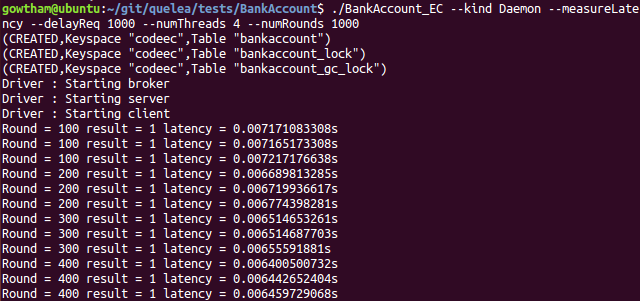 gowtham@ubuntu:~/git/quelea/tests/BankAccount$ ./BankAccount_EC --kind Daemon --measureLate
ncy --delayReq 1000 --numThreads 4 --numRounds 1000
(CREATED,Keyspace "codeec",Table "bankaccount")
(CREATED,Keyspace "codeec",Table "bankaccount_lock")
(CREATED,Keyspace "codeec",Table "bankaccount_gc_lock")
Driver : Starting broker
Driver : Starting server
Driver : Starting client
Round = 100 result = 1 latency = 0.007171083308s
Round = 100 result = 1 latency = 0.007165173308s
Round = 100 result = 1 latency = 0.007217176638s
Round = 200 result = 1 latency = 0.006689813285s
Round = 200 result = 1 latency = 0.006719936617s
Round = 200 result = 1 latency = 0.006774398281s
Round = 300 result = 1 latency = 0.006514653261s
Round = 300 result = 1 latency = 0.006514687703s
Round = 300 result = 1 latency = 0.00655591881s
Round = 400 result = 1 latency = 0.006400500732s
Round = 400 result = 1 latency = 0.006442652404s
Round = 400 result = 1 latency = 0.006459729068s